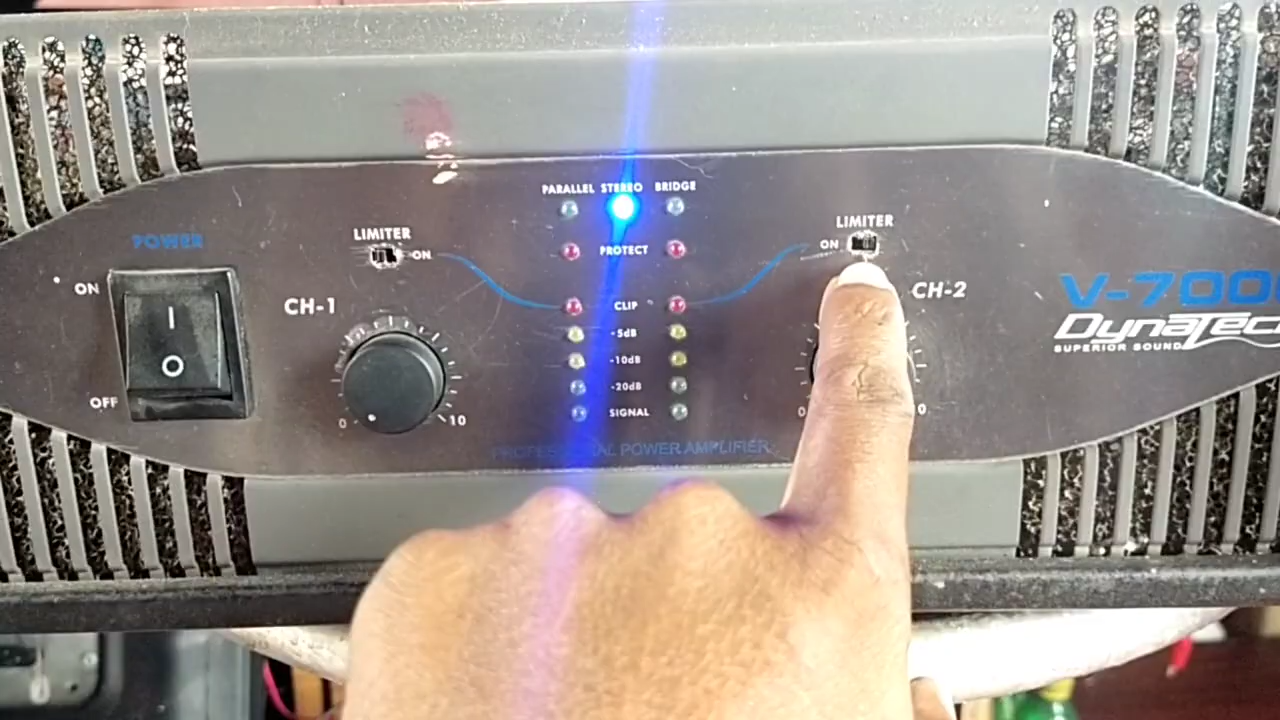 PARALLEL STEREO BRIDGE
POWER
LIMITER
ON
LIMITER
ON
PROTECT
ON
OFF
CH-1
CH-2
CLIP
-5dB
-10dB
-20dB
SIGNAL
0
10
0
I
O
V-700
DYNATEC
SUPERIOR SOUND
PROFESSIONAL POWER AMPLIFIER